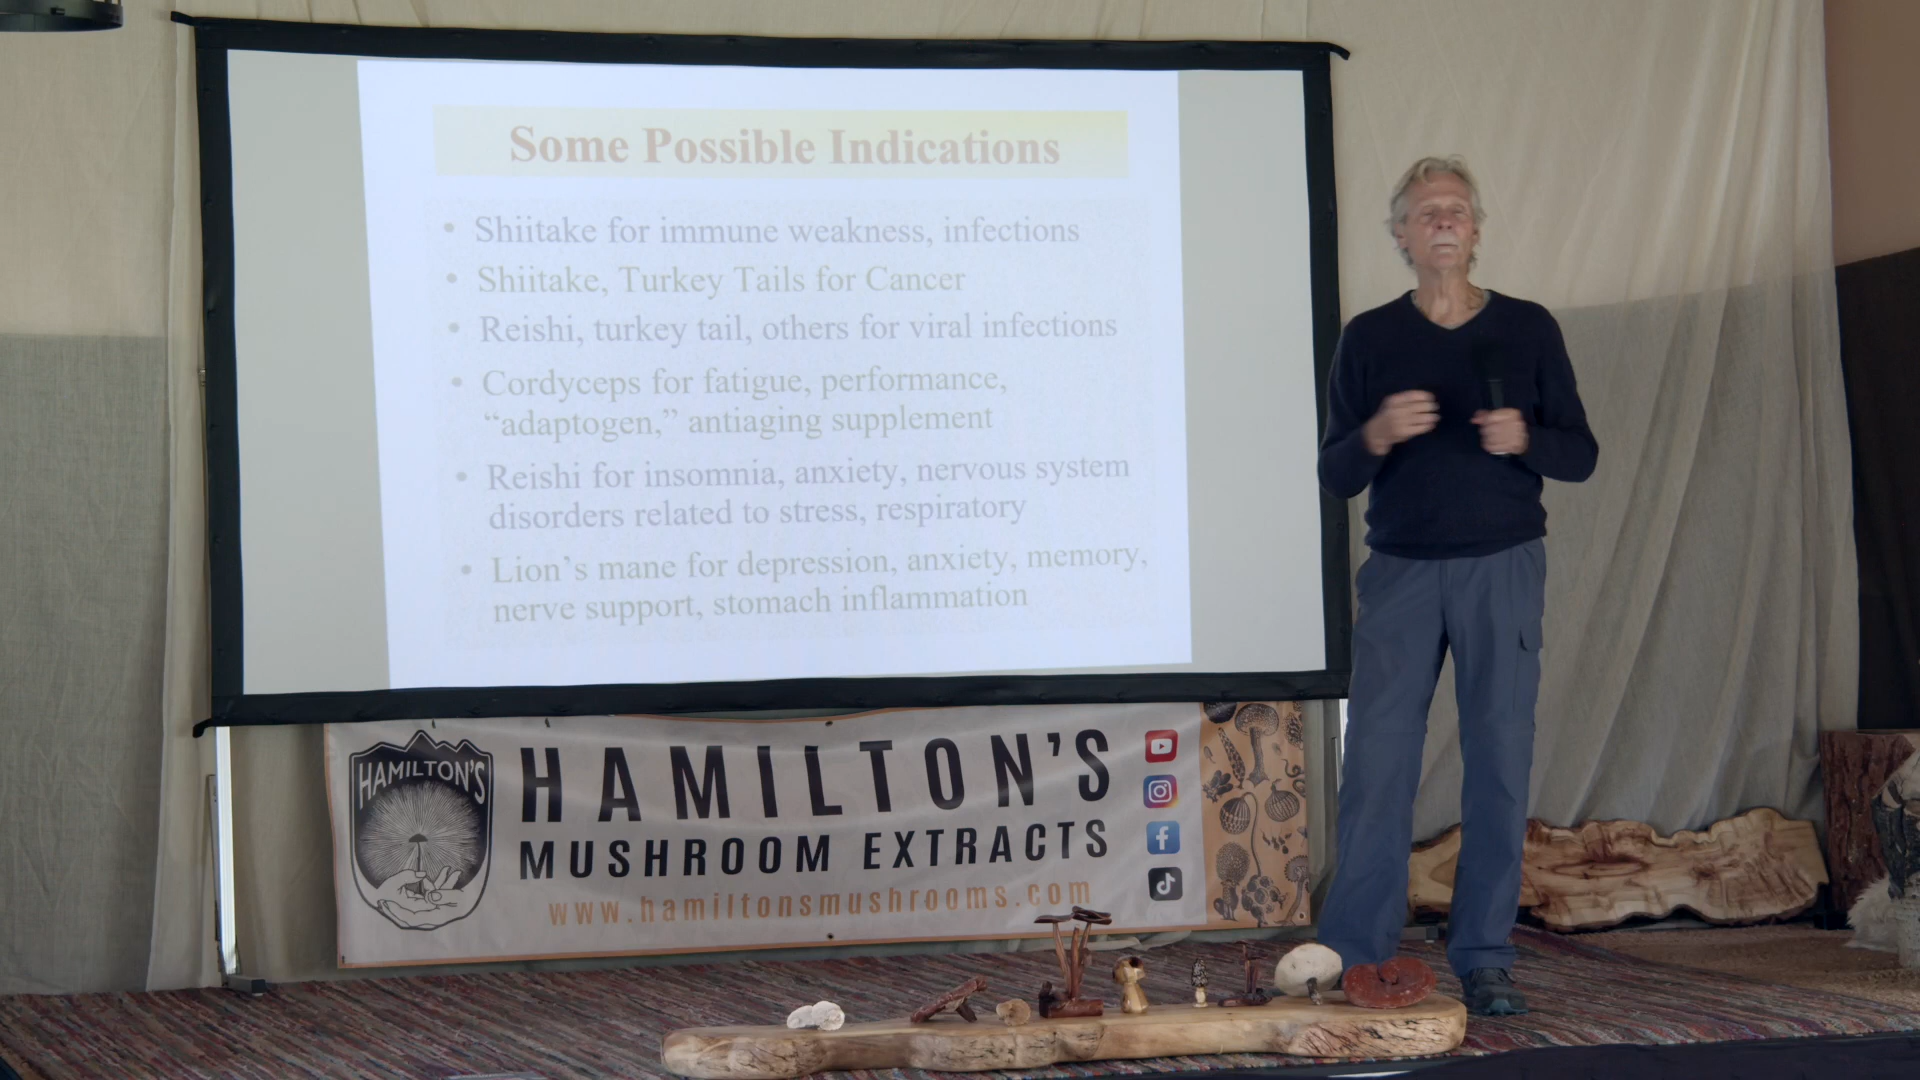 Some Possible Indications
• Shiitake for immune weakness, infections
• Shiitake, Turkey Tails for Cancer
• Reishi, turkey tail, others for viral infections
• Cordyceps for fatigue, performance,
“adaptogen,” antiaging supplement
• Reishi for insomnia, anxiety, nervous system
disorders related to stress, respiratory
• Lion’s mane for depression, anxiety, memory,
nerve support, stomach inflammation
HAMILTON'S
HAMILTON'S
MUSHROOM EXTRACTS
www.hamiltonsmushrooms.com